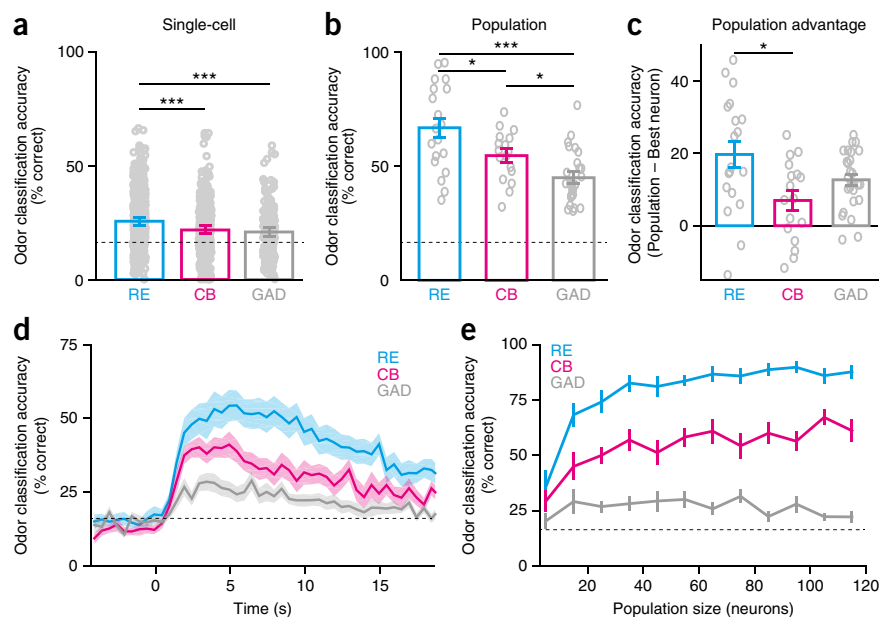 a
Single-cell
Odor classification accuracy
(% correct)
100
50
0
***
***
RE
CB
GAD
b
Population
Odor classification accuracy
(% correct)
100
50
0
***
*
*
RE
CB
GAD
c
Population advantage
Odor classification accuracy
(Population – Best neuron)
40
20
0
*
RE
CB
GAD
d
Odor classification accuracy
(% correct)
75
50
25
0
RE
CB
GAD
0
5
10
15
Time (s)
e
Odor classification accuracy
(% correct)
100
75
50
25
0
RE
CB
GAD
20
40
60
80
100
120
Population size (neurons)